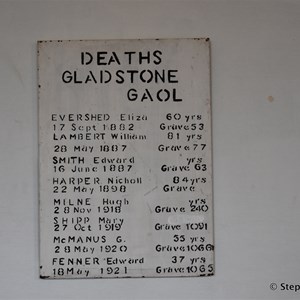 DEATHS
GLADSTONE
GAOL
EVERSHED Eliza 60 yrs
17 Sept 1882 Grave 53
LAMBERT William 81 yrs
28 May 1887 Grave 77
SMITH Edward yrs
16 June 1887 Grave 63
HARPER Nicholl 84 yrs
22 May 1898 Grave
MILNE Hugh yrs
28 Nov 1918 Grave 240
SHIPP Mary
27 Oct 1919 Grave 1091
McMANUS G. 55 yrs
28 May 1920 Grave 1066
FENNER Edward 37 yrs
18 May 1921 Grave 1065
© Step